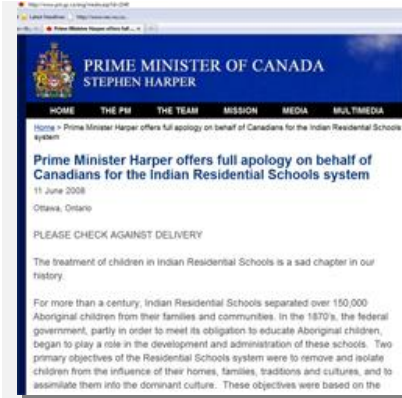 Latest Headlines
PRIME MINISTER OF CANADA
STEPHEN HARPER
HOME THE PM THE TEAM MISSION MEDIA MULTIMEDIA
Home > Prime Minister Harper offers full apology on behalf of Canadians for the Indian Residential Schools
system
Prime Minister Harper offers full apology on behalf of
Canadians for the Indian Residential Schools system
11 June 2008
Ottawa, Ontario
PLEASE CHECK AGAINST DELIVERY
The treatment of children in Indian Residential Schools is a sad chapter in our
history.
For more than a century, Indian Residential Schools separated over 150,000
Aboriginal children from their families and communities. In the 1870's, the federal
government, partly in order to meet its obligation to educate Aboriginal children,
began to play a role in the development and administration of these schools. Two
primary objectives of the Residential Schools system were to remove and isolate
children from the influence of their homes, families, traditions and cultures, and to
assimilate them into the dominant culture. These objectives were based on the